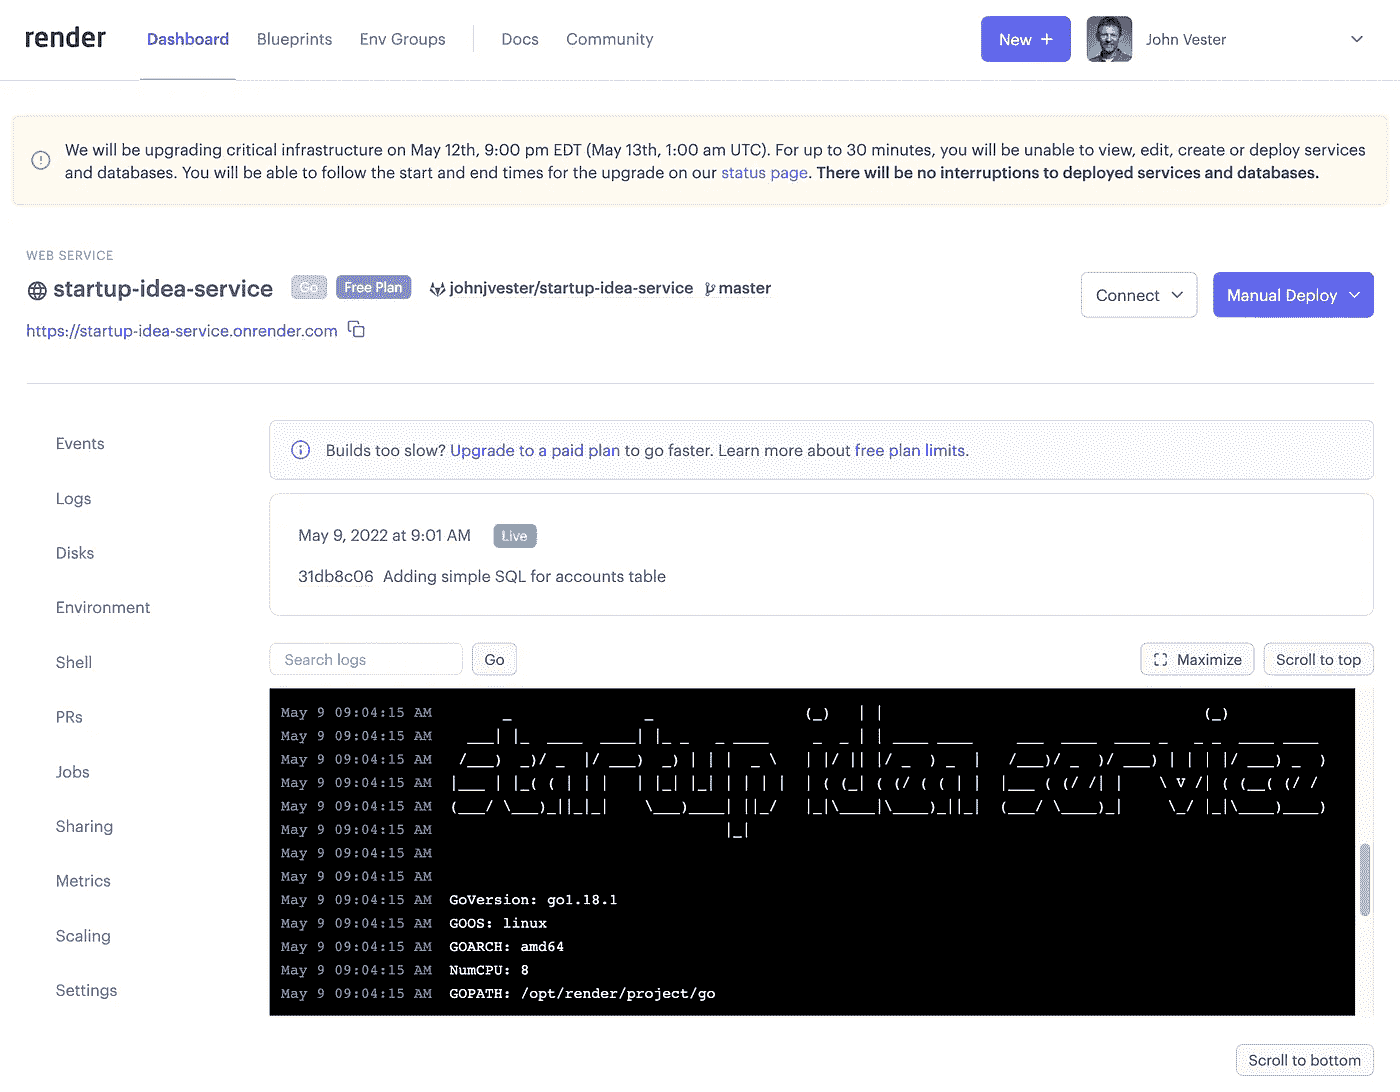 render Dashboard Blueprints Env Groups Docs Community New + John Vester
We will be upgrading critical infrastructure on May 12th, 9:00 pm EDT (May 13th, 1:00 am UTC). For up to 30 minutes, you will be unable to view, edit, create or deploy services
and databases. You will be able to follow the start and end times for the upgrade on our status page. There will be no interruptions to deployed services and databases.
WEB SERVICE
startup-idea-service Go Free Plan johnjvester/startup-idea-service master
Connect Manual Deploy
https://startup-idea-service.onrender.com
Events
Logs
Disks
Environment
Shell
PRs
Jobs
Sharing
Metrics
Scaling
Settings
Builds too slow? Upgrade to a paid plan to go faster. Learn more about free plan limits.
May 9, 2022 at 9:01 AM Live
31db8c06 Adding simple SQL for accounts table
Search logs Go Maximize Scroll to top
May 9 09:04:15 AM
May 9 09:04:15 AM
May 9 09:04:15 AM startup idea service
May 9 09:04:15 AM
May 9 09:04:15 AM
May 9 09:04:15 AM
May 9 09:04:15 AM
May 9 09:04:15 AM
May 9 09:04:15 AM GoVersion: go1.18.1
May 9 09:04:15 AM GOOS: linux
May 9 09:04:15 AM GOARCH: amd64
May 9 09:04:15 AM NumCPU: 8
May 9 09:04:15 AM GOPATH: /opt/render/project/go
Scroll to bottom